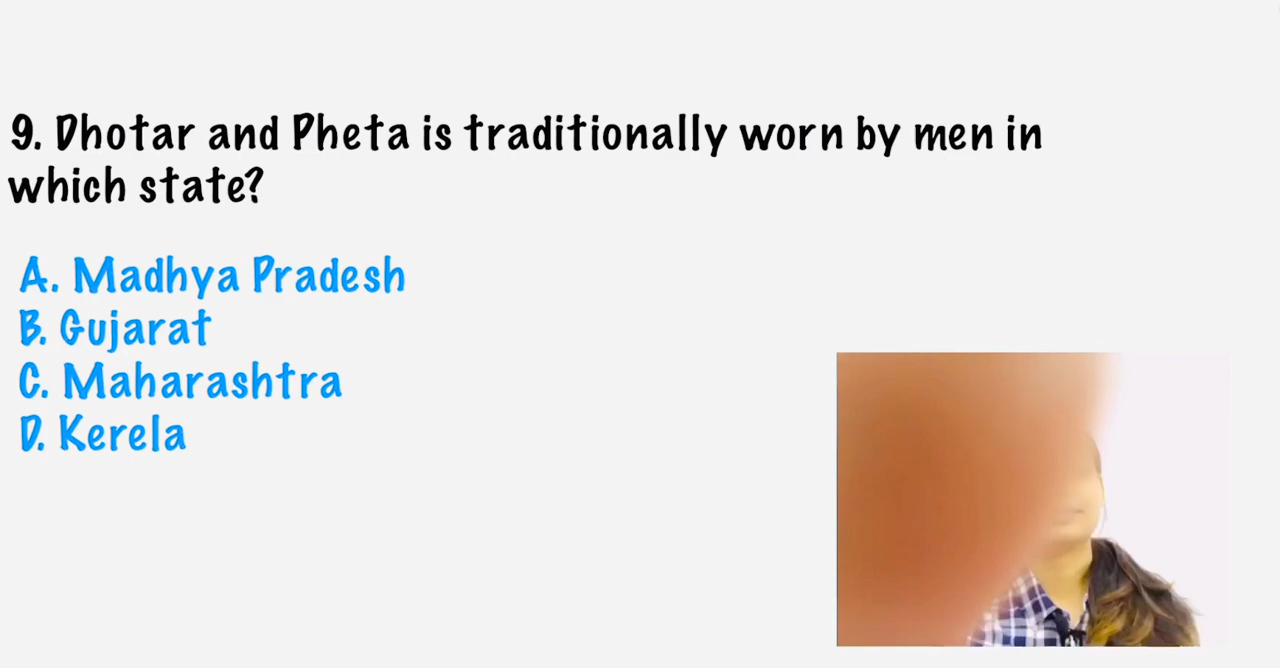 9. Dhotar and Pheta is traditionally worn by men in
which state?
A. Madhya Pradesh
B. Gujarat
C. Maharashtra
D. Kerela